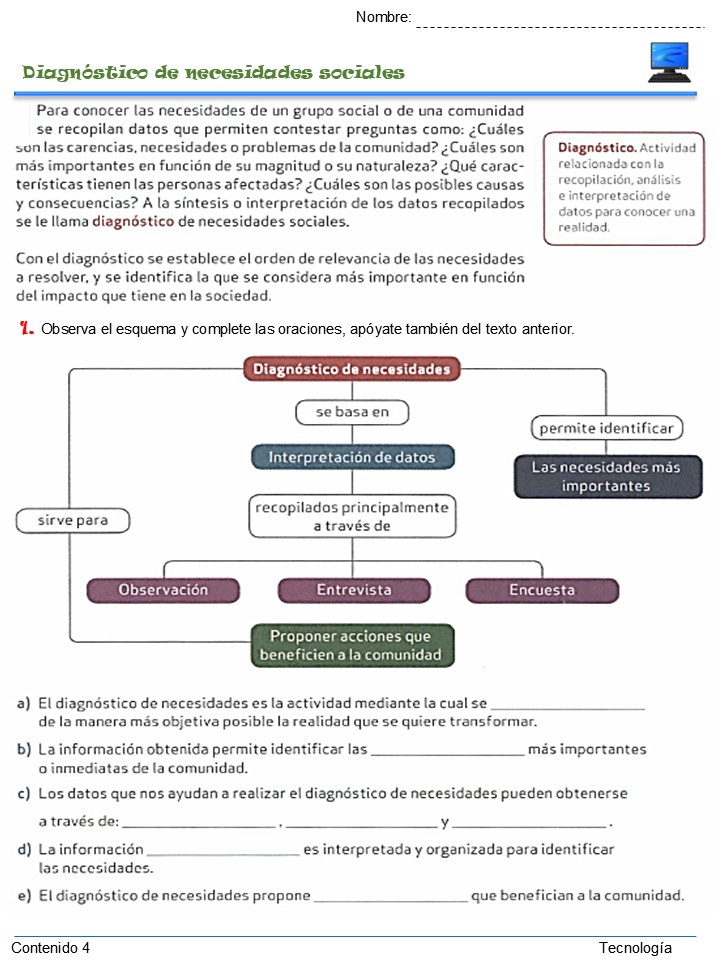 Nombre: ___________________________
Diagnóstico de necesidades sociales
Para conocer las necesidades de un grupo social o de una comunidad
se recopilan datos que permiten contestar preguntas como: ¿Cuáles
son las carencias, necesidades o problemas de la comunidad? ¿Cuáles son
más importantes en función de su magnitud o su naturaleza? ¿Qué carac-
terísticas tienen las personas afectadas? ¿Cuáles son las posibles causas
y consecuencias? A la síntesis o interpretación de los datos recopilados
se le llama diagnóstico de necesidades sociales.
Diagnóstico. Actividad
relacionada con la
recopilación, análisis
e interpretación de
datos para conocer una
realidad.
Con el diagnóstico se establece el orden de relevancia de las necesidades
a resolver, y se identifica la que se considera más importante en función
del impacto que tiene en la sociedad.
1. Observa el esquema y complete las oraciones, apóyate también del texto anterior.
Diagnóstico de necesidades
se basa en
permite identificar
Interpretación de datos
Las necesidades más
importantes
sirve para
recopilados principalmente
a través de
Observación
Entrevista
Encuesta
Proponer acciones que
beneficien a la comunidad
a) El diagnóstico de necesidades es la actividad mediante la cual se ____________________
de la manera más objetiva posible la realidad que se quiere transformar.
b) La información obtenida permite identificar las ____________________ más importantes
o inmediatas de la comunidad.
c) Los datos que nos ayudan a realizar el diagnóstico de necesidades pueden obtenerse
a través de: ____________________ , ____________________ y ____________________ .
d) La información ____________________ es interpretada y organizada para identificar
las necesidades.
e) El diagnóstico de necesidades propone ____________________ que benefician a la comunidad.
Contenido 4
Tecnología